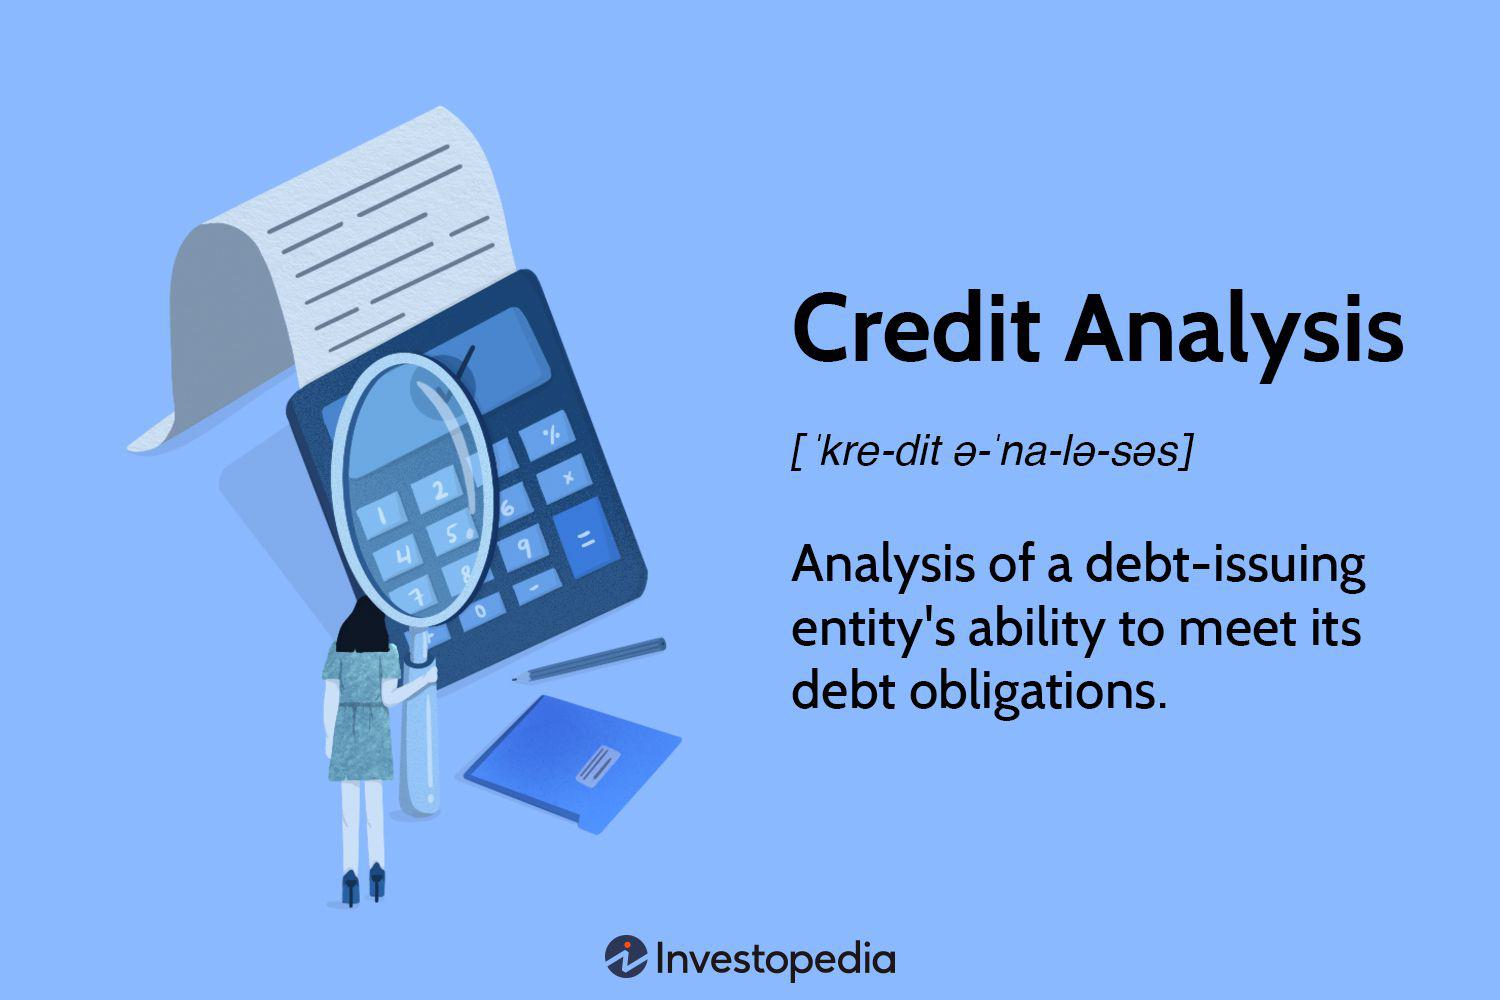 Credit Analysis
[ˈkre-dit ə-ˈna-lə-səs]
Analysis of a debt-issuing
entity's ability to meet its
debt obligations.
%
1 2 x
4 5 6 =
7 8 9 -
0
Investopedia